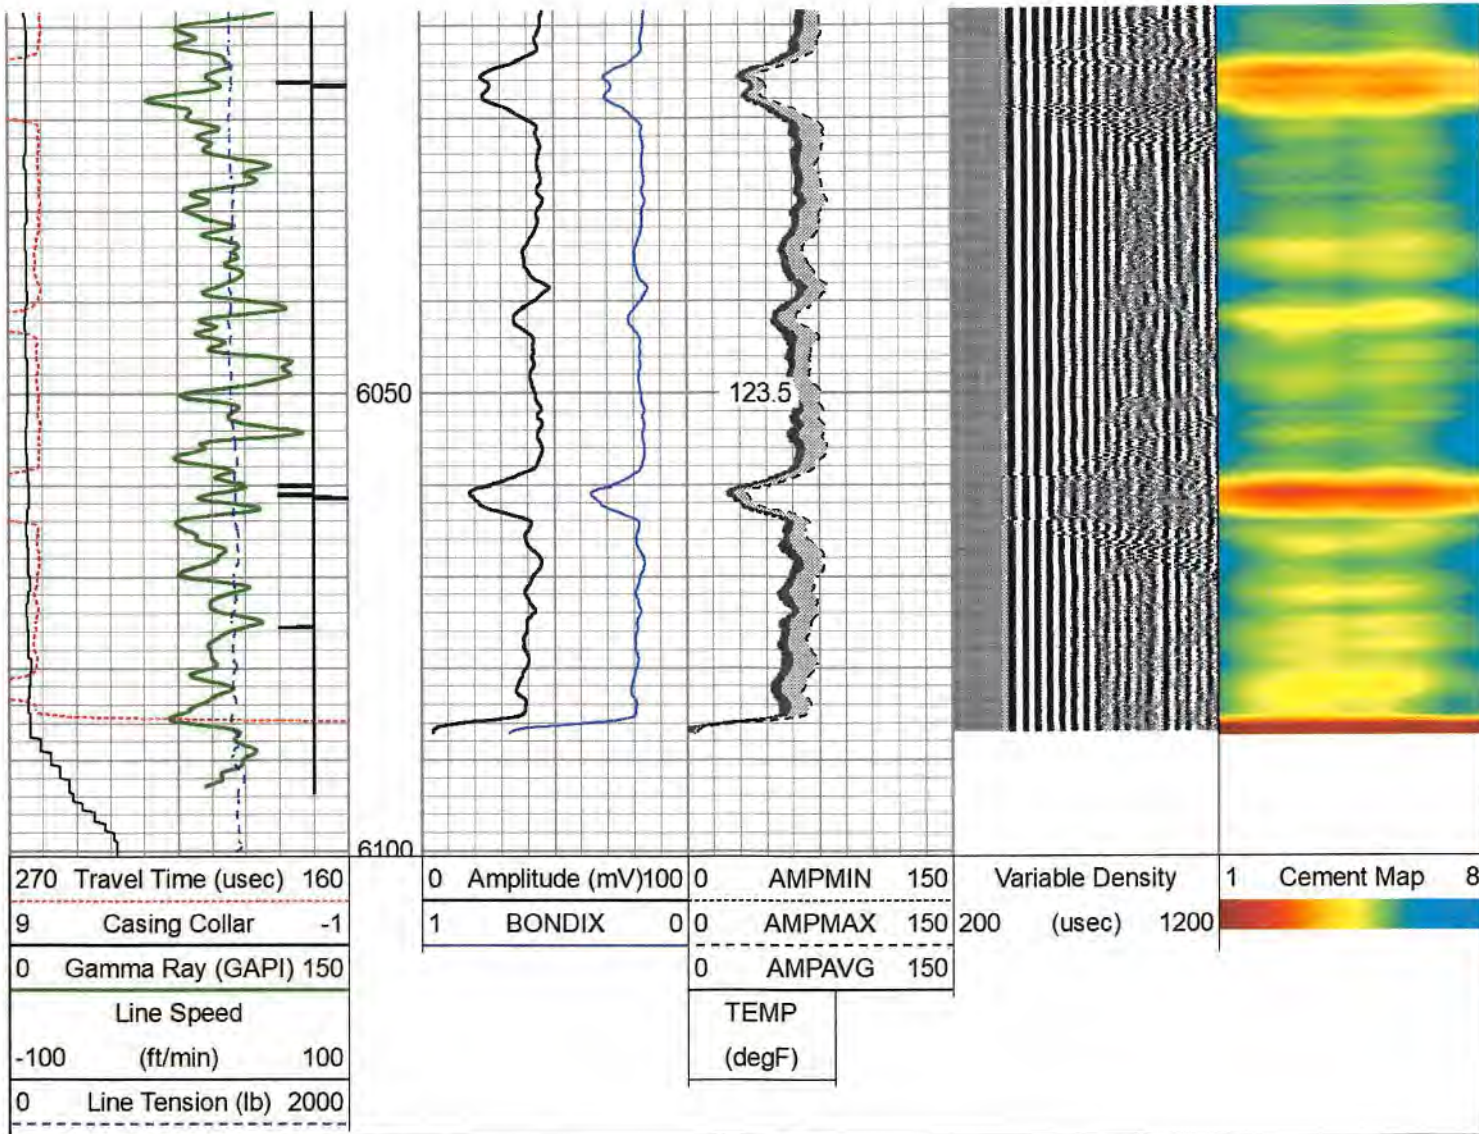 6050
123.5
6100
270 Travel Time (usec) 160
9 Casing Collar -1
0 Gamma Ray (GAPI) 150
Line Speed
-100 (ft/min) 100
0 Line Tension (lb) 2000
0 Amplitude (mV)100
1 BONDIX 0
0 AMPMIN 150
0 AMPMAX 150
0 AMPAVG 150
TEMP
(degF)
Variable Density
200 (usec) 1200
1 Cement Map 8